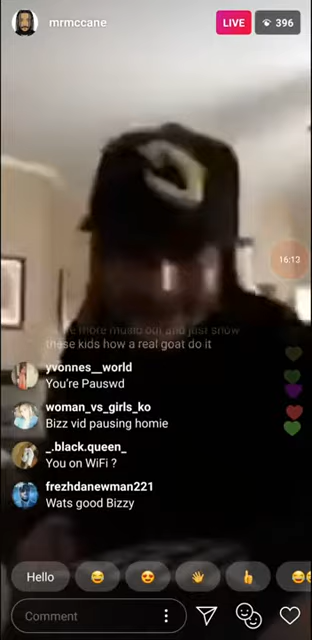 mrmccane
LIVE
396
16:13
more music out and just show
these kids how a real goat do it
yvonnes__world
You're Pauswd
woman_vs_girls_ko
Bizz vid pausing homie
_.black.queen_
You on WiFi ?
frezhdanewman221
Wats good Bizzy
Hello
Comment